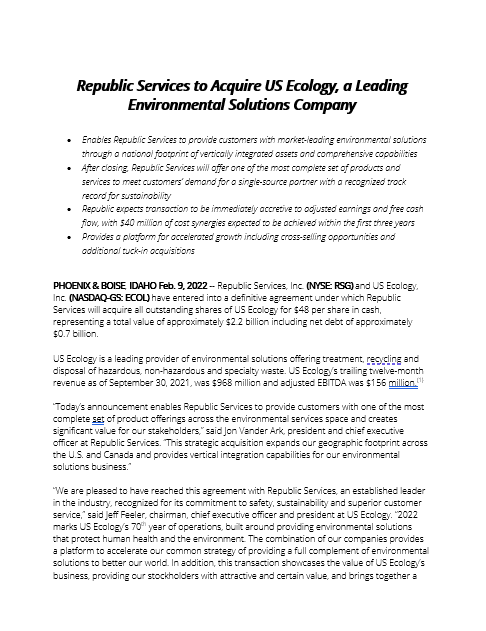 Republic Services to Acquire US Ecology, a Leading
Environmental Solutions Company
• Enables Republic Services to provide customers with market-leading environmental solutions
through a national footprint of vertically integrated assets and comprehensive capabilities
• After closing, Republic Services will offer one of the most complete set of products and
services to meet customers' demand for a single-source partner with a recognized track
record for sustainability
• Republic expects transaction to be immediately accretive to adjusted earnings and free cash
flow, with $40 million of cost synergies expected to be achieved within the first three years
• Provides a platform for accelerated growth including cross-selling opportunities and
additional tuck-in acquisitions
PHOENIX & BOISE, IDAHO Feb. 9, 2022 -- Republic Services, Inc. (NYSE: RSG) and US Ecology,
Inc. (NASDAQ-GS: ECOL) have entered into a definitive agreement under which Republic
Services will acquire all outstanding shares of US Ecology for $48 per share in cash,
representing a total value of approximately $2.2 billion including net debt of approximately
$0.7 billion.
US Ecology is a leading provider of environmental solutions offering treatment, recycling and
disposal of hazardous, non-hazardous and specialty waste. US Ecology's trailing twelve-month
revenue as of September 30, 2021, was $968 million and adjusted EBITDA was $156 million.(1)
"Today's announcement enables Republic Services to provide customers with one of the most
complete set of product offerings across the environmental services space and creates
significant value for our stakeholders," said Jon Vander Ark, president and chief executive
officer at Republic Services. "This strategic acquisition expands our geographic footprint across
the U.S. and Canada and provides vertical integration capabilities for our environmental
solutions business."
"We are pleased to have reached this agreement with Republic Services, an established leader
in the industry, recognized for its commitment to safety, sustainability and superior customer
service," said Jeff Feeler, chairman, chief executive officer and president at US Ecology. "2022
marks US Ecology's 70th year of operations, built around providing environmental solutions
that protect human health and the environment. The combination of our companies provides
a platform to accelerate our common strategy of providing a full complement of environmental
solutions to better our world. In addition, this transaction showcases the value of US Ecology's
business, providing our stockholders with attractive and certain value, and brings together a